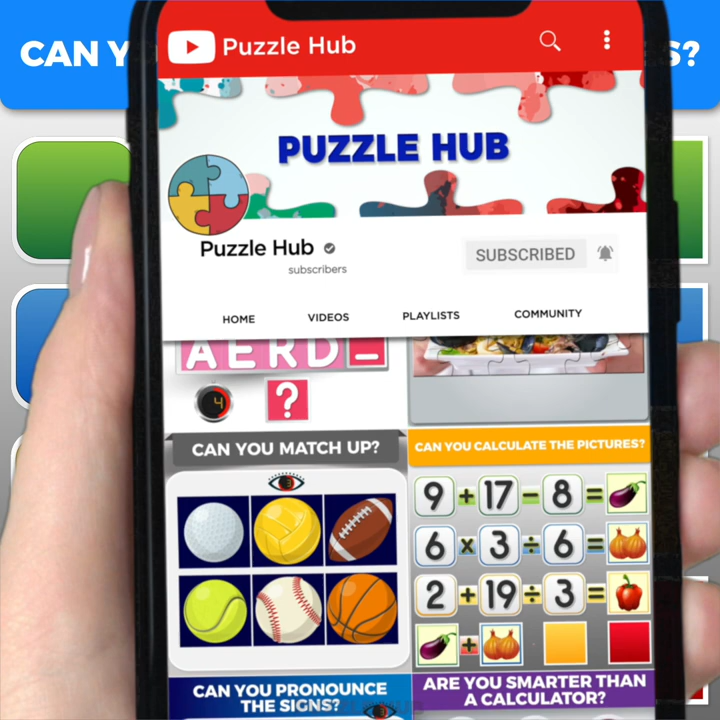 CAN Y
S?
Puzzle Hub
PUZZLE HUB
Puzzle Hub
subscribers
SUBSCRIBED
HOME VIDEOS PLAYLISTS COMMUNITY
AERD_
4
?
CAN YOU MATCH UP?
CAN YOU CALCULATE THE PICTURES?
9 + 17 - 8 =
6 x 3 ÷ 6 =
2 + 19 ÷ 3 =
+
CAN YOU PRONOUNCE
THE SIGNS?
ARE YOU SMARTER THAN
A CALCULATOR?